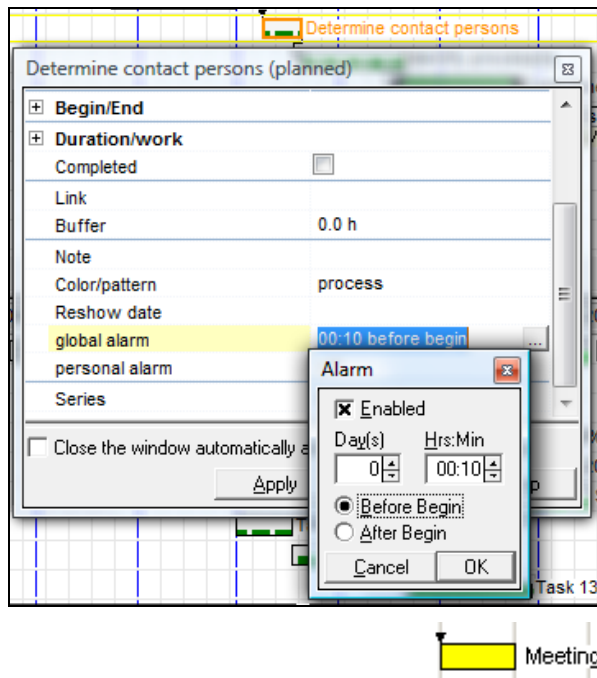 Determine contact persons
Determine contact persons (planned)
Begin/End
Duration/work
Completed
Link
Buffer 0.0 h
Note
Color/pattern process
Reshow date
global alarm 00:10 before begin ...
personal alarm
Series
Close the window automatically a
Apply
Alarm
Enabled
Day(s) Hrs:Min
0 00:10
Before Begin
After Begin
Cancel OK
Task 13
Meeting